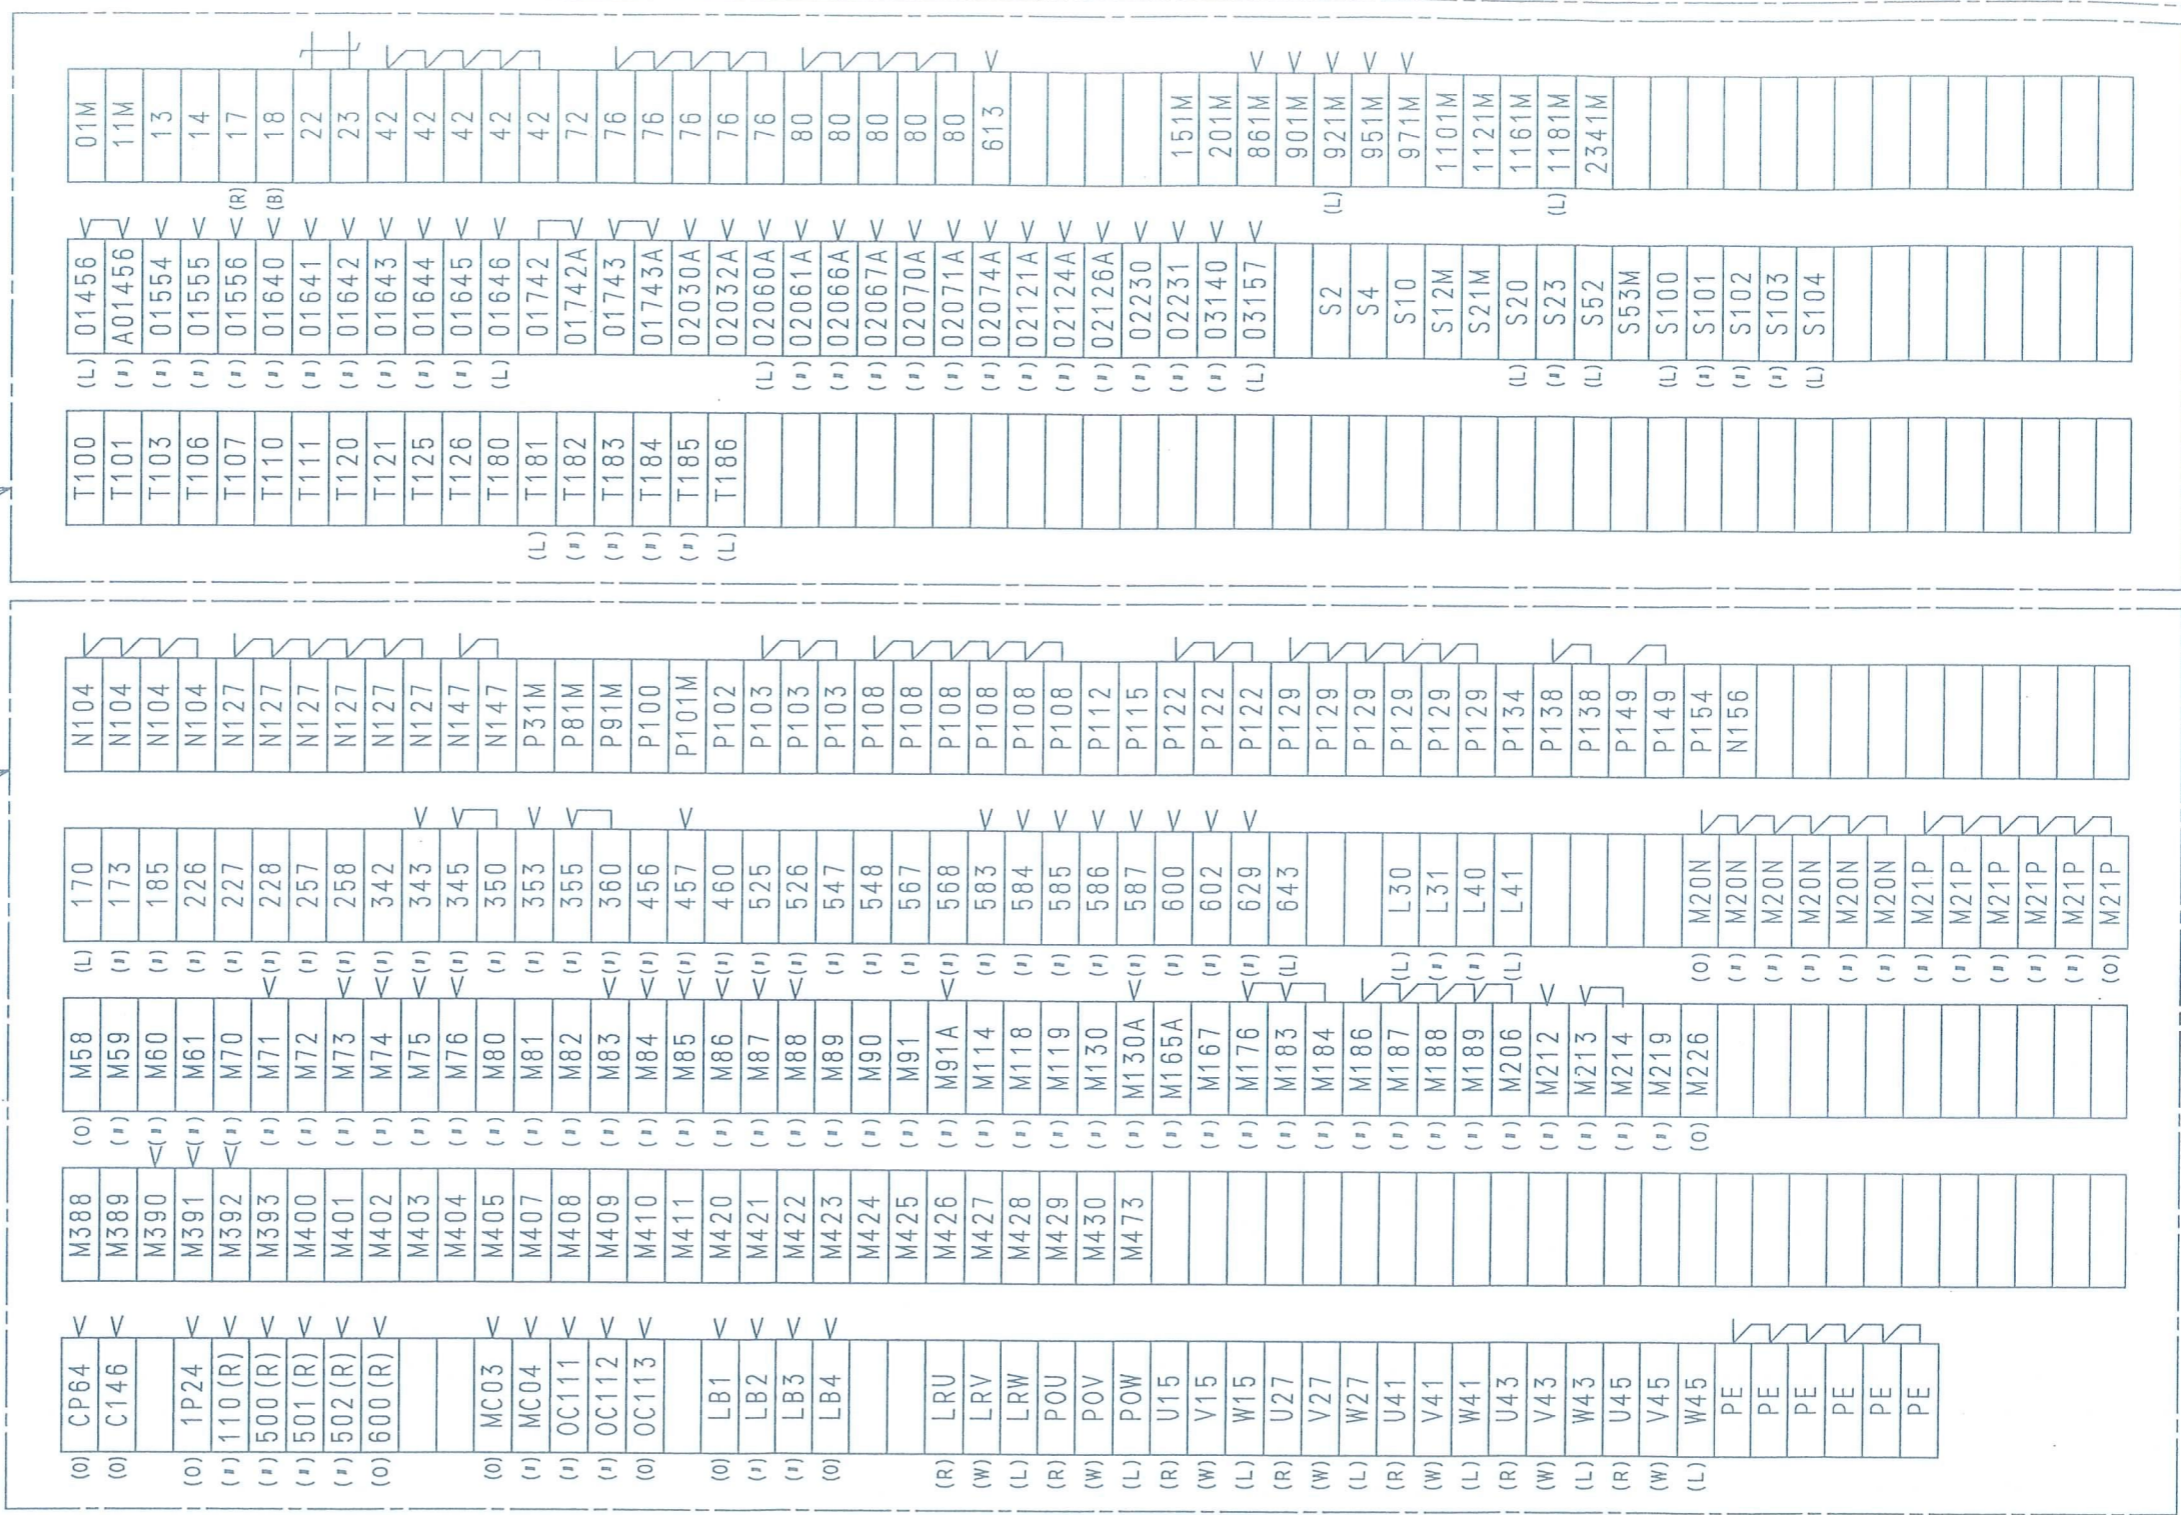 01M 11M 13 14 17 18 22 23 42 42 42 42 42 72 76 76 76 76 76 80 80 80 80 80 613 151M 201M 861M 901M 921M 951M 971M 1101M 1121M 1161M 1181M 2341M
(R) (B) (L) (L)
01456 A01456 01554 01555 01556 01640 01641 01642 01643 01644 01645 01646 01742 01742A 01743 01743A 02030A 02032A 02060A 02061A 02066A 02067A 02070A 02071A 02074A 02121A 02124A 02126A 02230 02231 03140 03157 S2 S4 S10 S12M S21M S20 S23 S52 S53M S100 S101 S102 S103 S104
(L) (〃) (〃) (〃) (〃) (〃) (〃) (〃) (〃) (〃) (〃) (L) (L) (〃) (〃) (〃) (〃) (〃) (〃) (〃) (〃) (〃) (〃) (〃) (〃) (L) (L) (〃) (L) (L) (〃) (〃) (〃) (L)
T100 T101 T103 T106 T107 T110 T111 T120 T121 T125 T126 T180 T181 T182 T183 T184 T185 T186
(L) (〃) (〃) (〃) (〃) (L)
N104 N104 N104 N104 N127 N127 N127 N127 N127 N127 N147 N147 P31M P81M P91M P100 P101M P102 P103 P103 P103 P108 P108 P108 P108 P108 P108 P112 P115 P122 P122 P122 P129 P129 P129 P129 P129 P129 P134 P138 P138 P149 P149 P154 N156
170 173 185 226 227 228 257 258 342 343 345 350 353 355 360 456 457 460 525 526 547 548 567 568 583 584 585 586 587 600 602 629 643 L30 L31 L40 L41 M20N M20N M20N M20N M20N M20N M21P M21P M21P M21P M21P M21P
(L) (〃) (〃) (〃) (〃) (〃) (〃) (〃) (〃) (〃) (〃) (〃) (〃) (〃) (〃) (〃) (〃) (〃) (〃) (〃) (〃) (〃) (〃) (〃) (〃) (〃) (〃) (〃) (〃) (〃) (〃) (〃) (L) (L) (〃) (〃) (L) (O) (〃) (〃) (〃) (〃) (〃) (〃) (〃) (〃) (〃) (〃) (O)
M58 M59 M60 M61 M70 M71 M72 M73 M74 M75 M76 M80 M81 M82 M83 M84 M85 M86 M87 M88 M89 M90 M91 M91A M114 M118 M119 M130 M130A M165A M167 M176 M183 M184 M186 M187 M188 M189 M206 M212 M213 M214 M219 M226
(O) (〃) (〃) (〃) (〃) (〃) (〃) (〃) (〃) (〃) (〃) (〃) (〃) (〃) (〃) (〃) (〃) (〃) (〃) (〃) (〃) (〃) (〃) (〃) (〃) (〃) (〃) (〃) (〃) (〃) (〃) (〃) (〃) (〃) (〃) (〃) (〃) (〃) (〃) (〃) (〃) (〃) (〃) (O)
M388 M389 M390 M391 M392 M393 M400 M401 M402 M403 M404 M405 M407 M408 M409 M410 M411 M420 M421 M422 M423 M424 M425 M426 M427 M428 M429 M430 M473
CP64 C146 1P24 110(R) 500(R) 501(R) 502(R) 600(R) MC03 MC04 OC111 OC112 OC113 LB1 LB2 LB3 LB4 LRU LRV LRW POU POV POW U15 V15 W15 U27 V27 W27 U41 V41 W41 U43 V43 W43 U45 V45 W45 PE PE PE PE PE PE
(O) (O) (O) (〃) (〃) (〃) (〃) (O) (O) (〃) (〃) (〃) (O) (O) (〃) (〃) (O) (R) (W) (L) (R) (W) (L) (R) (W) (L) (R) (W) (L) (R) (W) (L) (R) (W) (L) (R) (W) (L)